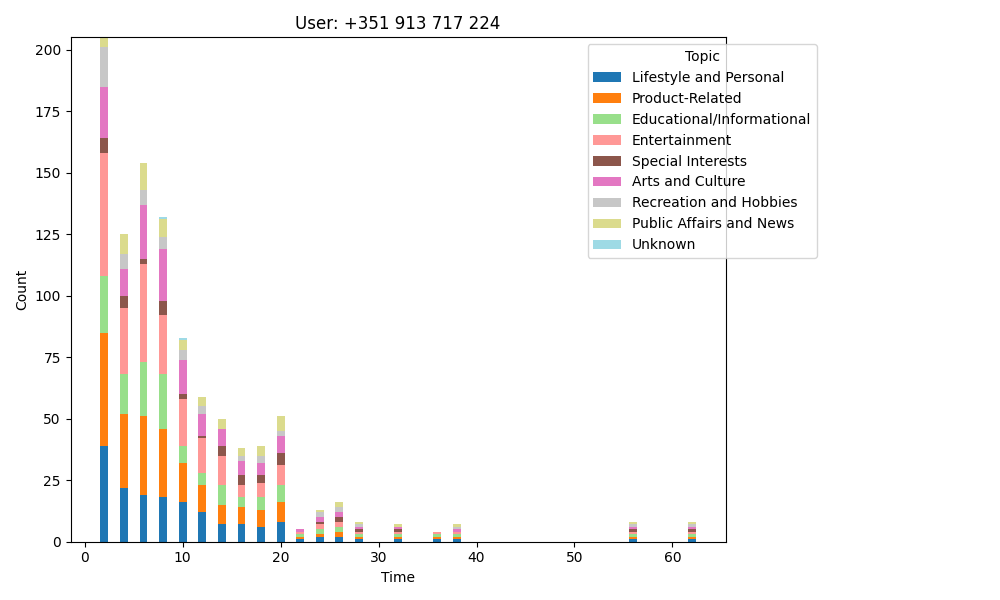 User: +351 913 717 224
Topic
Lifestyle and Personal
Product-Related
Educational/Informational
Entertainment
Special Interests
Arts and Culture
Recreation and Hobbies
Public Affairs and News
Unknown
Count
200
175
150
125
100
75
50
25
0
0 10 20 30 40 50 60
Time